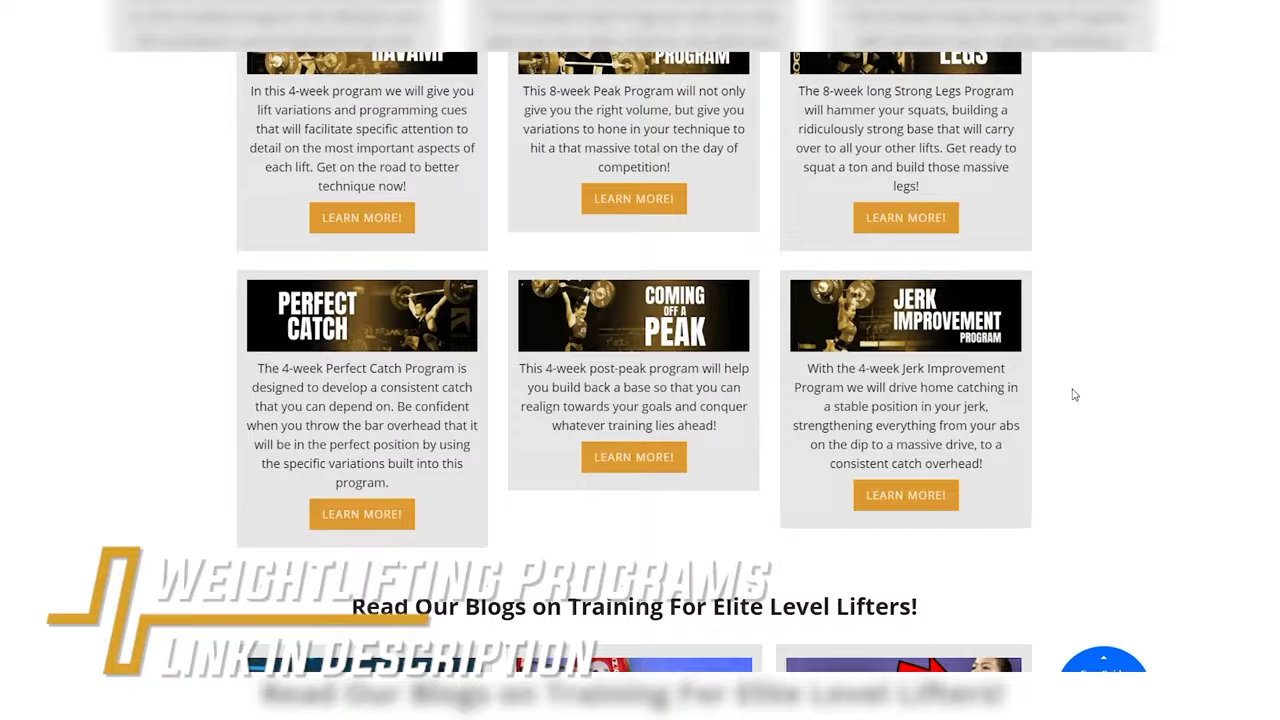 HAVAMI
PROGRAM
LEGS
In this 4-week program we will give you
lift variations and programming cues
that will facilitate specific attention to
detail on the most important aspects of
each lift. Get on the road to better
technique now!
LEARN MORE!
This 8-week Peak Program will not only
give you the right volume, but give you
variations to hone in your technique to
hit a that massive total on the day of
competition!
LEARN MORE!
The 8-week long Strong Legs Program
will hammer your squats, building a
ridiculously strong base that will carry
over to all your other lifts. Get ready to
squat a ton and build those massive
legs!
LEARN MORE!
PERFECT
CATCH
The 4-week Perfect Catch Program is
designed to develop a consistent catch
that you can depend on. Be confident
when you throw the bar overhead that it
will be in the perfect position by using
the specific variations built into this
program.
LEARN MORE!
COMING
OFF A
PEAK
This 4-week post-peak program will help
you build back a base so that you can
realign towards your goals and conquer
whatever training lies ahead!
LEARN MORE!
JERK
IMPROVEMENT
PROGRAM
With the 4-week Jerk Improvement
Program we will drive home catching in
a stable position in your jerk,
strengthening everything from your abs
on the dip to a massive drive, to a
consistent catch overhead!
LEARN MORE!
WEIGHTLIFTING PROGRAMS
Read Our Blogs on Training For Elite Level Lifters!
LINK IN DESCRIPTION
Read Our Blogs on Training For Elite Level Lifters!